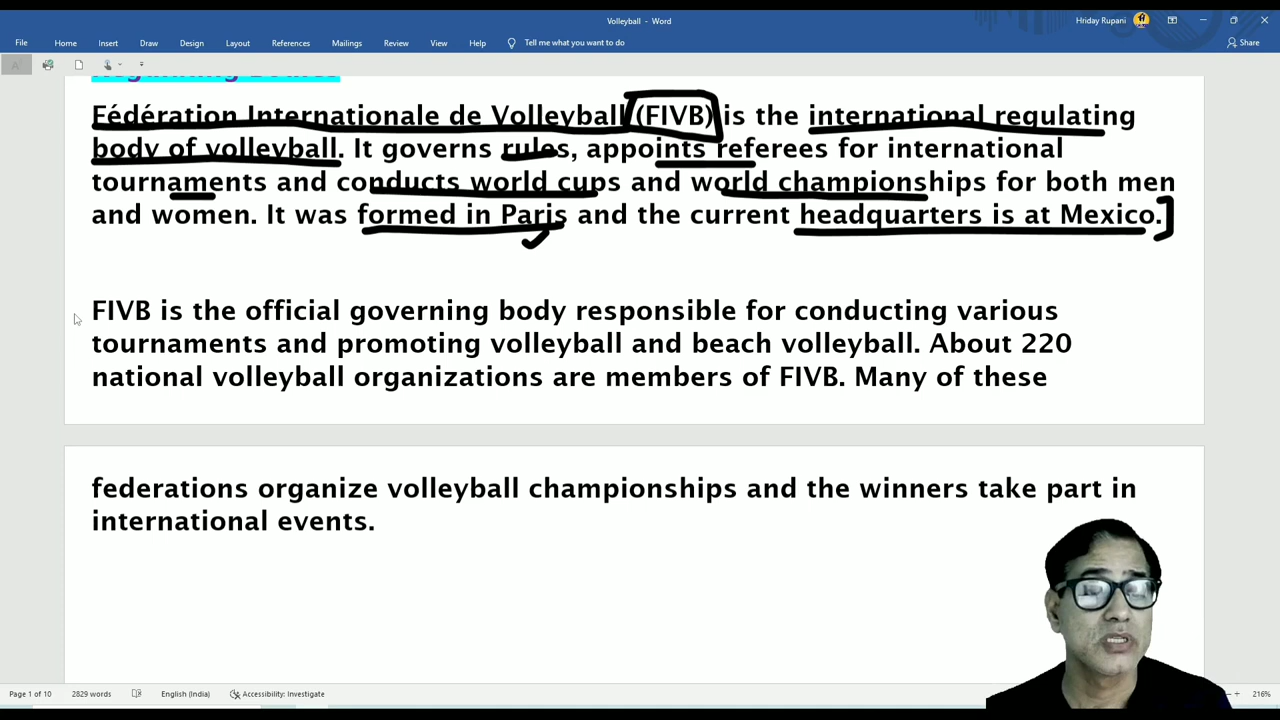 Volleyball - Word
Hriday Rupani
File Home Insert Draw Design Layout References Mailings Review View Help Tell me what you want to do Share
Fédération Internationale de Volleyball (FIVB) is the international regulating
body of volleyball. It governs rules, appoints referees for international
tournaments and conducts world cups and world championships for both men
and women. It was formed in Paris and the current headquarters is at Mexico.
FIVB is the official governing body responsible for conducting various
tournaments and promoting volleyball and beach volleyball. About 220
national volleyball organizations are members of FIVB. Many of these
federations organize volleyball championships and the winners take part in
international events.
Page 1 of 10 2829 words English (India) Accessibility: Investigate 216%